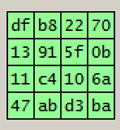 df b8 22 70
13 91 5f 0b
11 c4 10 6a
47 ab d3 ba